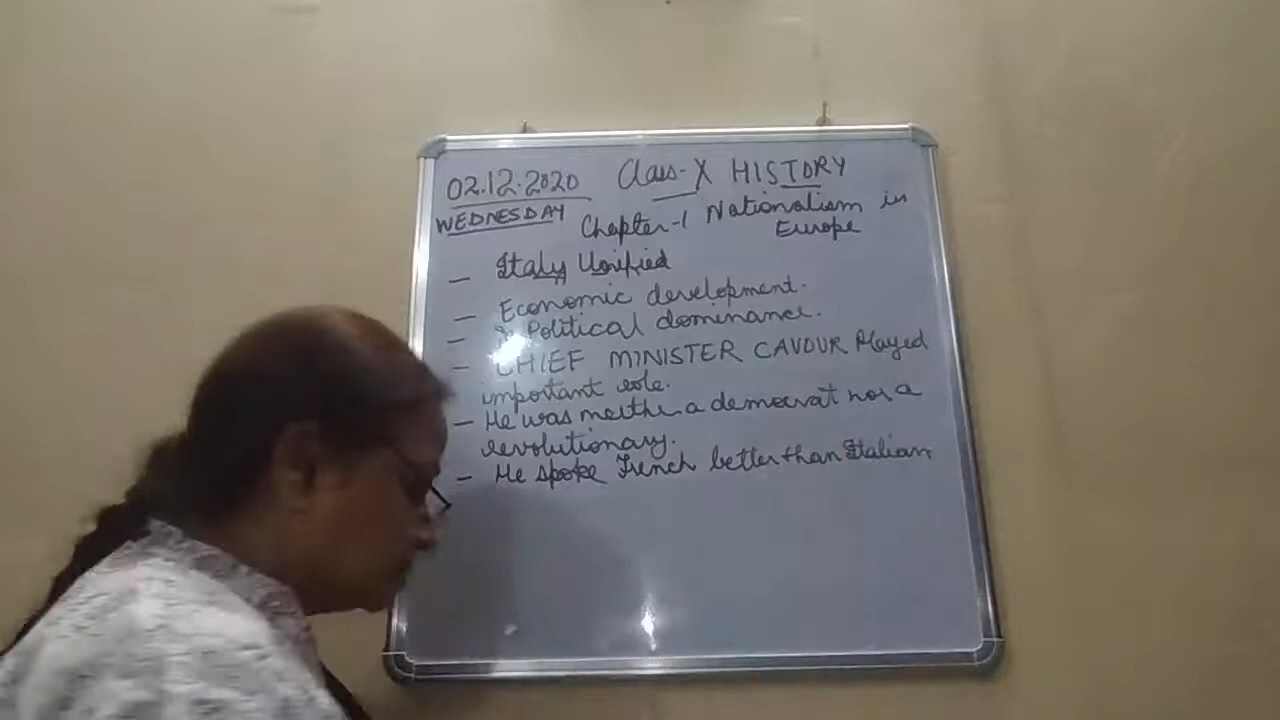 02.12.2020 Class-X HISTORY
WEDNESDAY Chapter-1 Nationalism in
Europe
- Italy Unified
- Economic development.
- Political dominance.
- CHIEF MINISTER CAVOUR Played
important role.
- He was neither a democrat nor a
revolutionary.
- He spoke French better than Italian